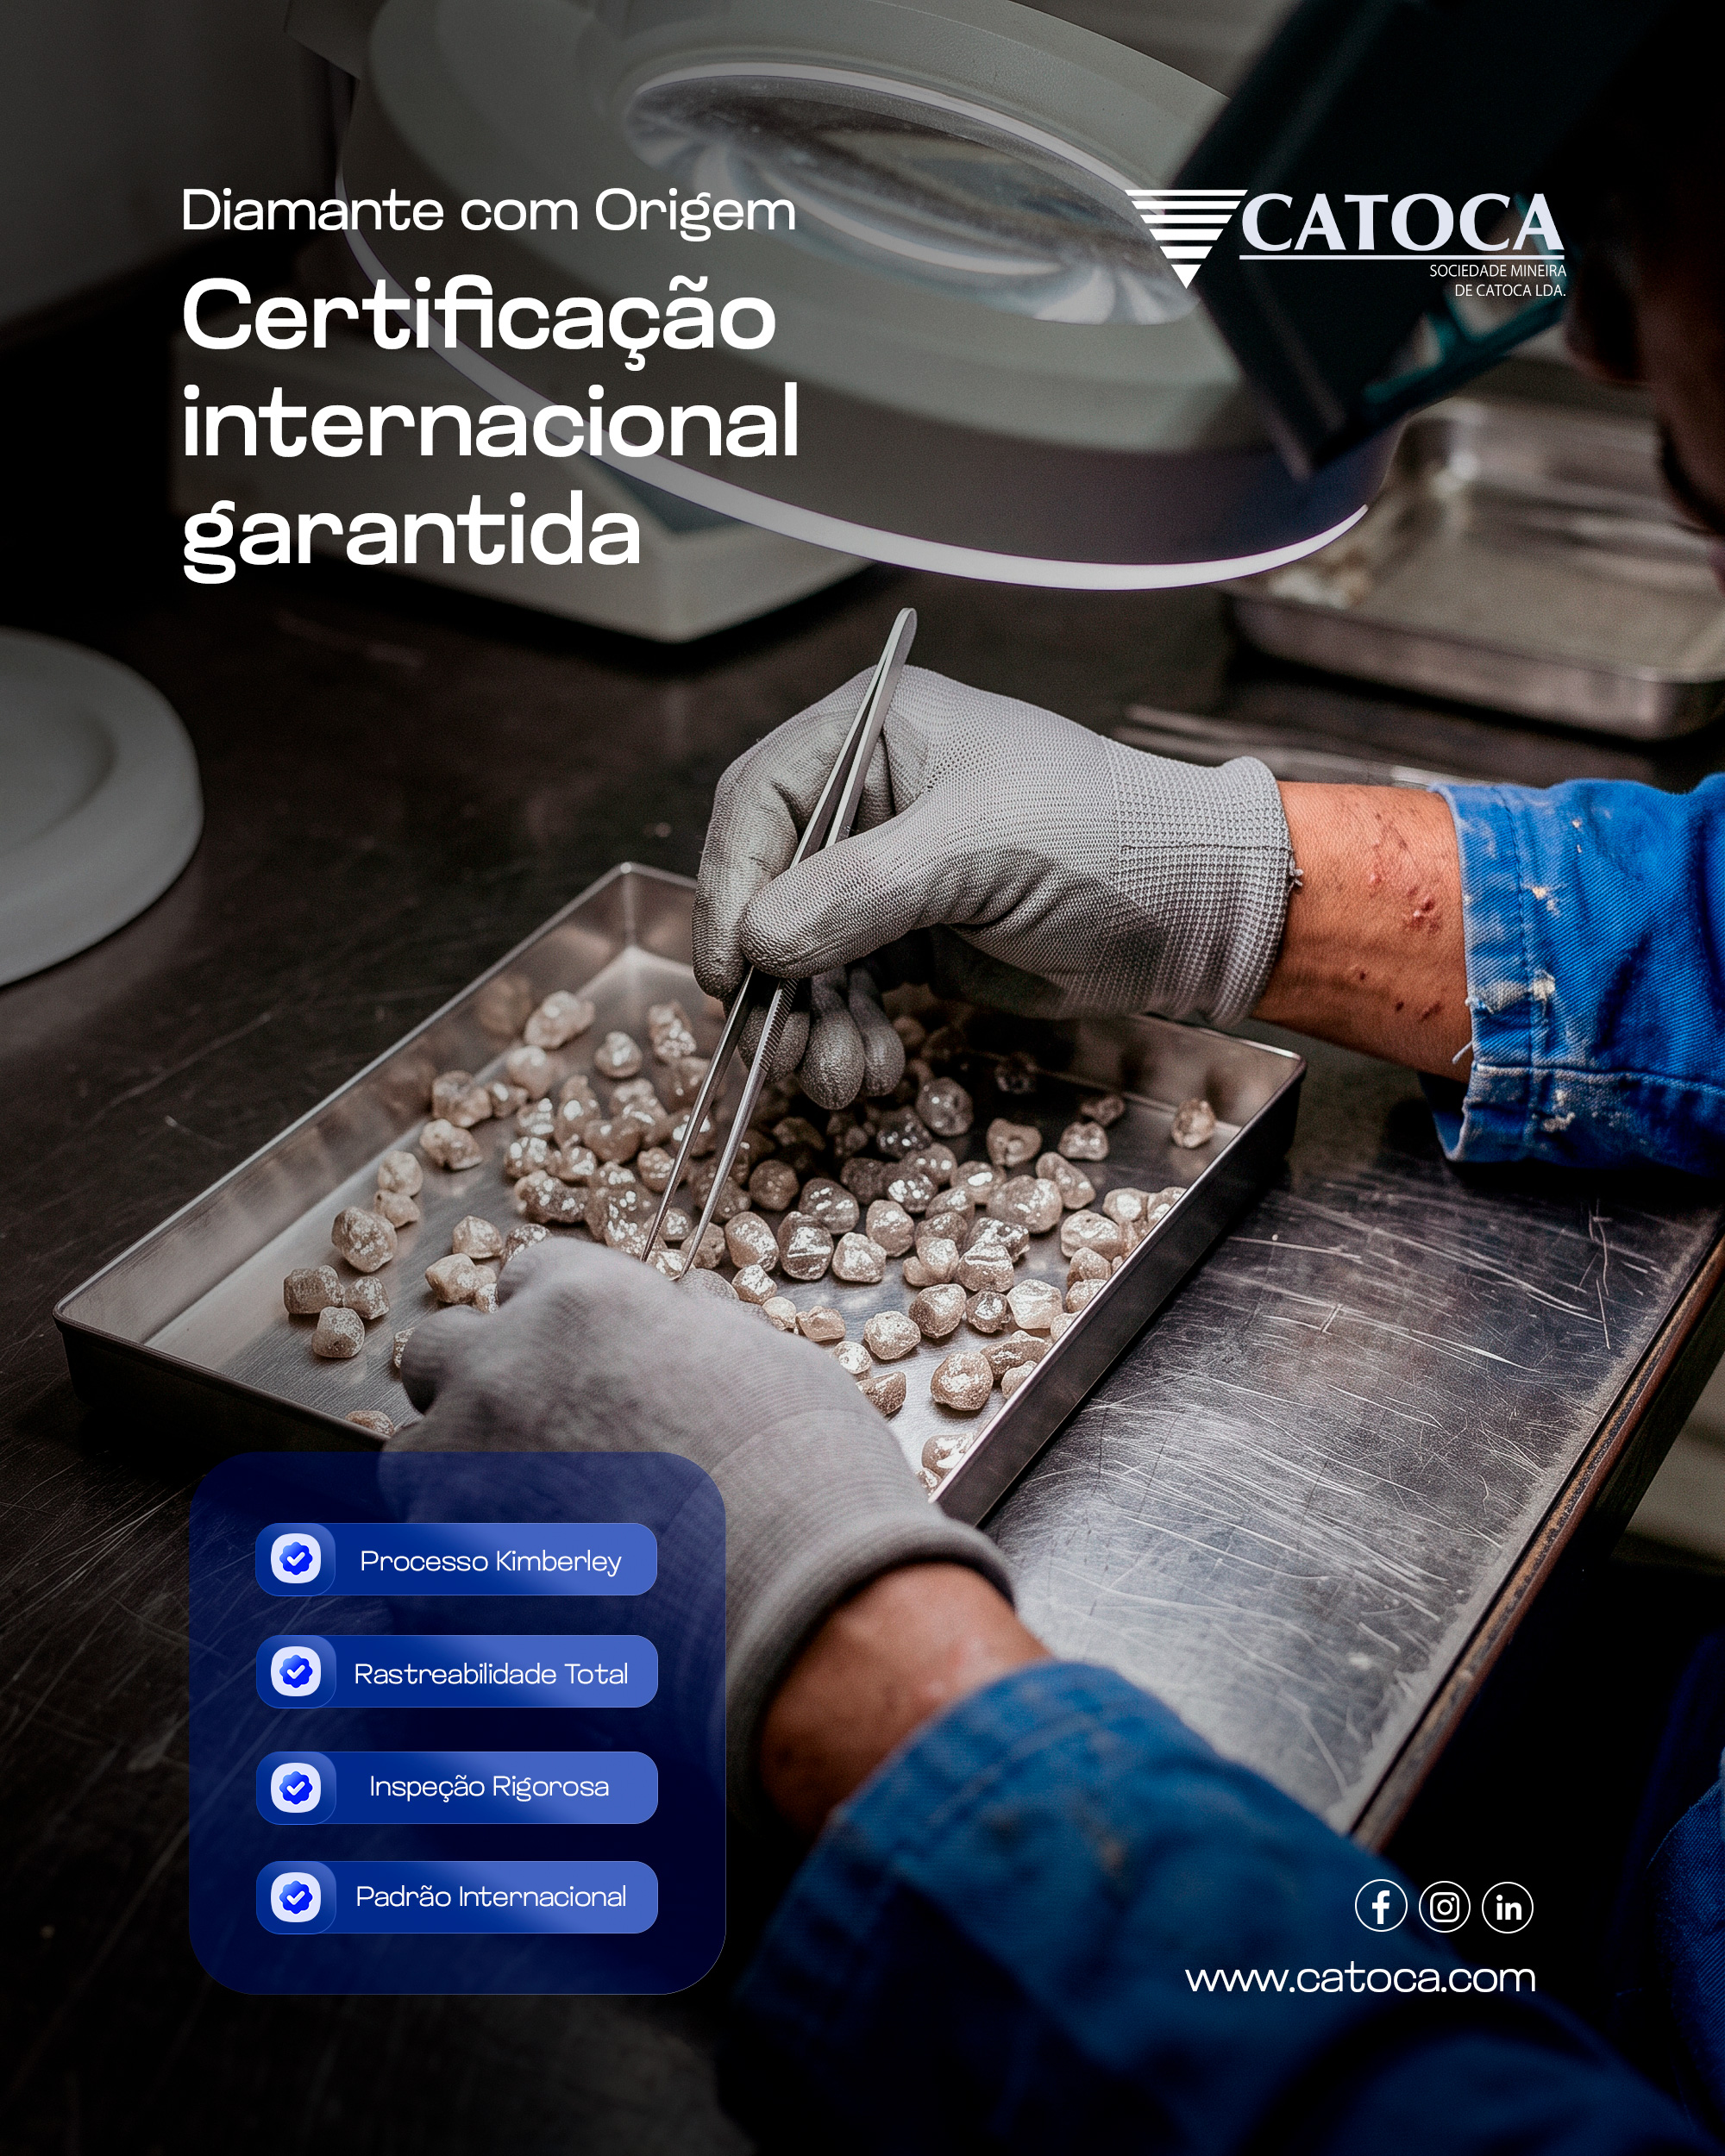 Diamante com Origem
Certificação
internacional
garantida
CATOCA
SOCIEDADE MINEIRA
DE CATOCA LDA.
Processo Kimberley
Rastreabilidade Total
Inspeção Rigorosa
Padrão Internacional
www.catoca.com